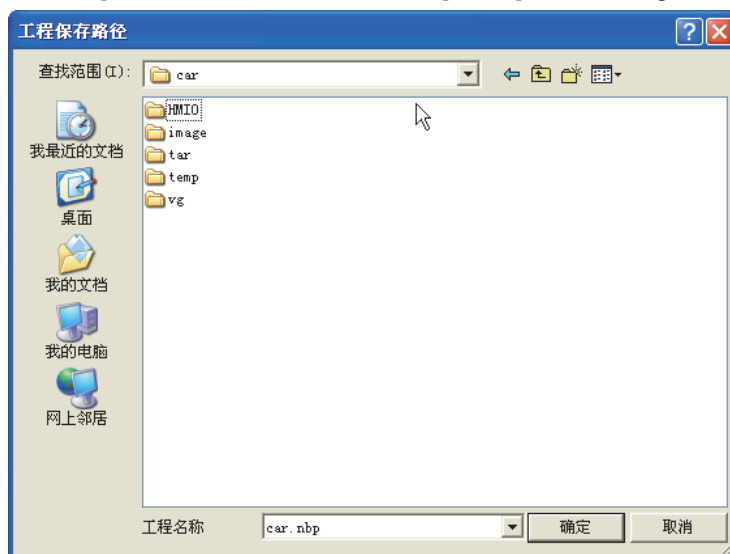 工程保存路径
查找范围(I):
car
HMIO
image
tar
temp
vg
我最近的文档
桌面
我的文档
我的电脑
网上邻居
工程名称
car.nbp
确定
取消